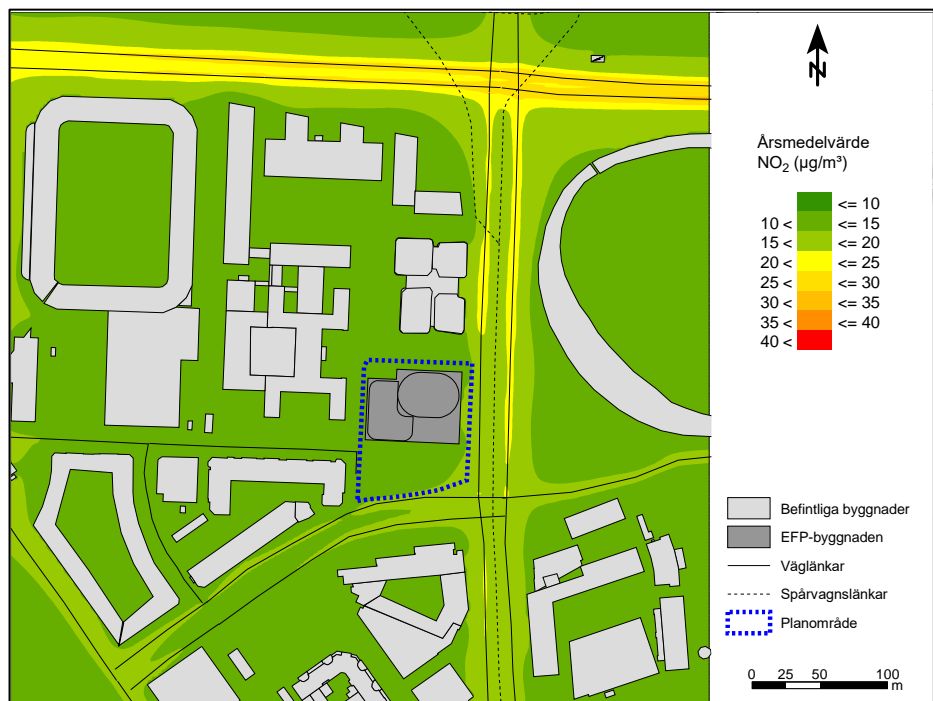 N
Årsmedelvärde
NO2 (µg/m³)
<= 10
10 < <= 15
15 < <= 20
20 < <= 25
25 < <= 30
30 < <= 35
35 < <= 40
40 <
Befintliga byggnader
EFP-byggnaden
Väglänkar
Spårvagnslänkar
Planområde
0 25 50 100
m